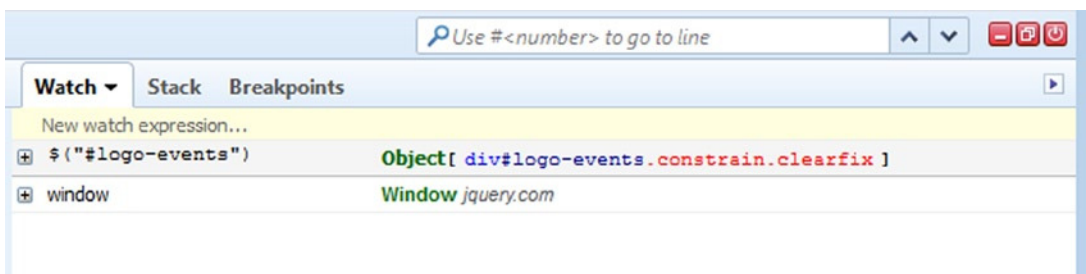 Use #<number> to go to line
Watch Stack Breakpoints
New watch expression...
$("#logo-events") Object[ div#logo-events.constrain.clearfix ]
window Window jquery.com